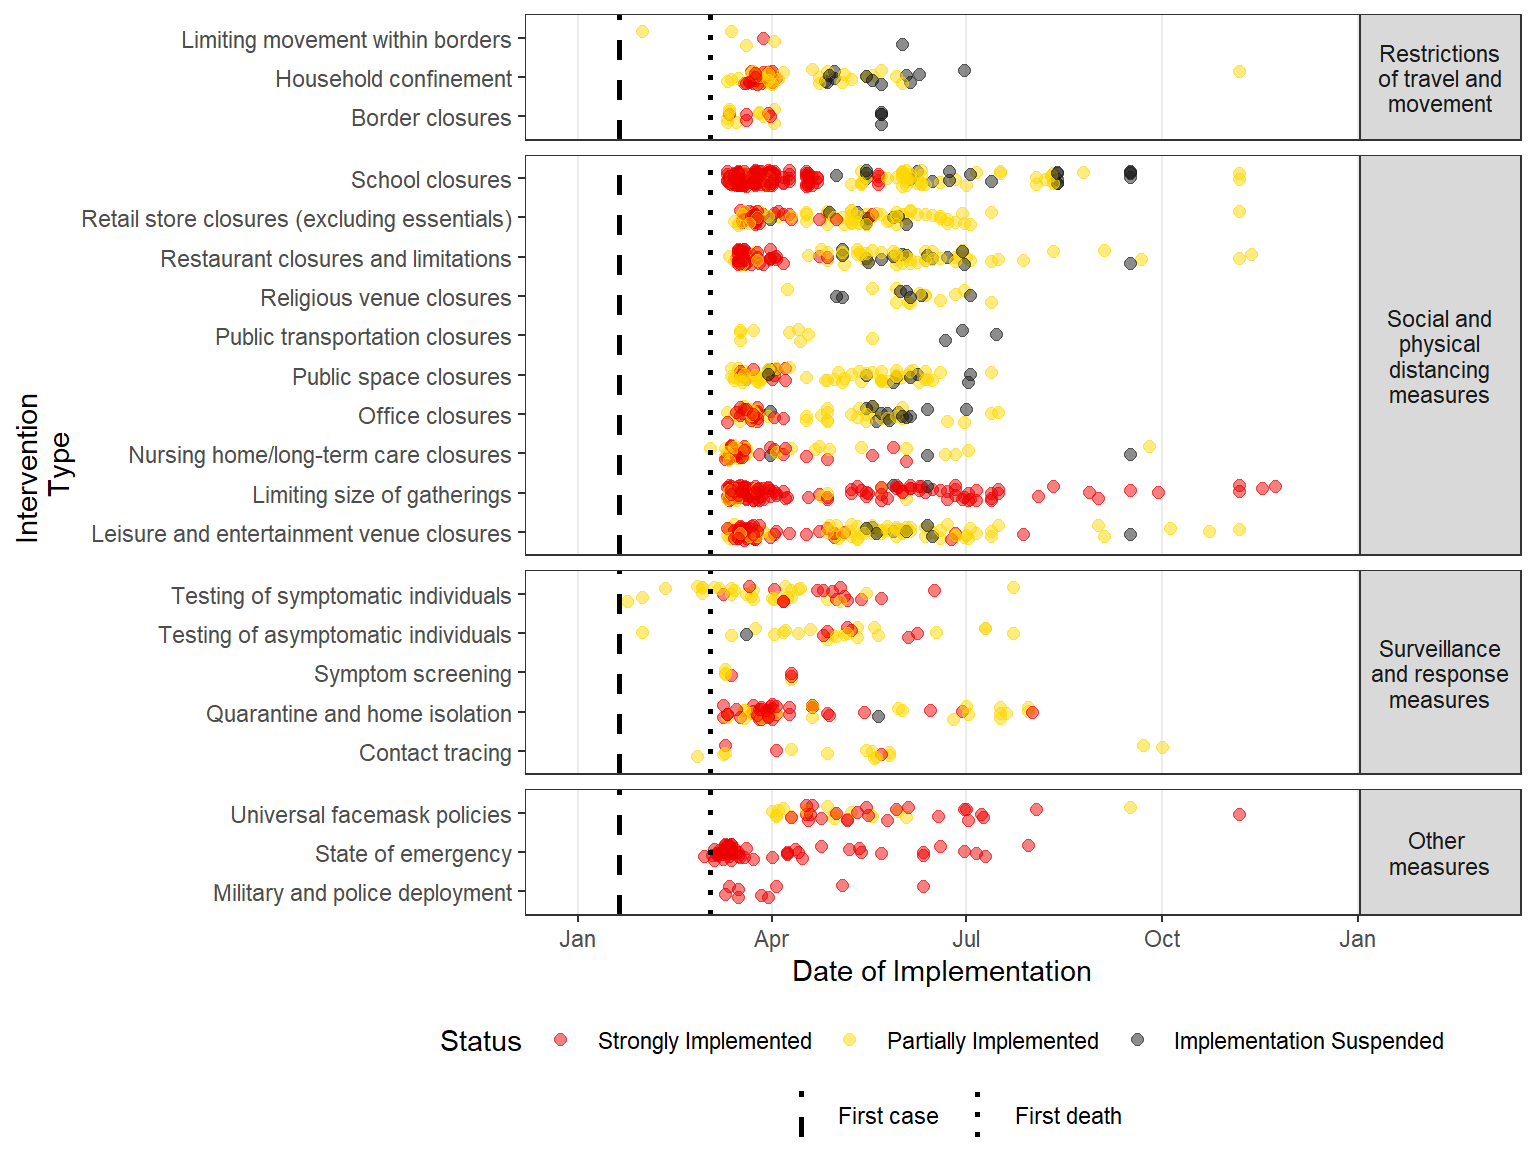 Limiting movement within borders
Household confinement
Border closures
Restrictions
of travel and
movement
School closures
Retail store closures (excluding essentials)
Restaurant closures and limitations
Religious venue closures
Public transportation closures
Public space closures
Office closures
Nursing home/long-term care closures
Limiting size of gatherings
Leisure and entertainment venue closures
Social and
physical
distancing
measures
Intervention
Type
Testing of symptomatic individuals
Testing of asymptomatic individuals
Symptom screening
Quarantine and home isolation
Contact tracing
Surveillance
and response
measures
Universal facemask policies
State of emergency
Military and police deployment
Other
measures
Jan Apr Jul Oct Jan
Date of Implementation
Status Strongly Implemented Partially Implemented Implementation Suspended
First case First death